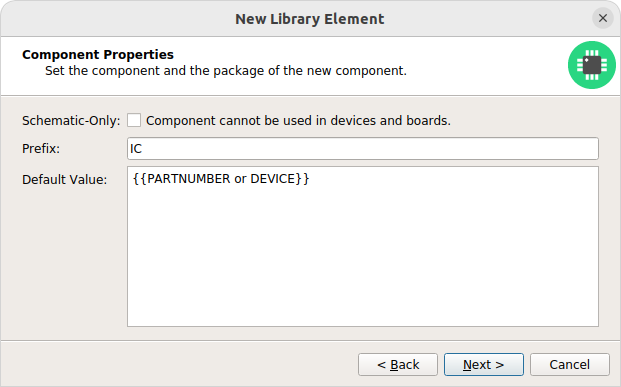 New Library Element
Component Properties
Set the component and the package of the new component.
Schematic-Only: Component cannot be used in devices and boards.
Prefix: IC
Default Value: {{PARTNUMBER or DEVICE}}
< Back Next > Cancel